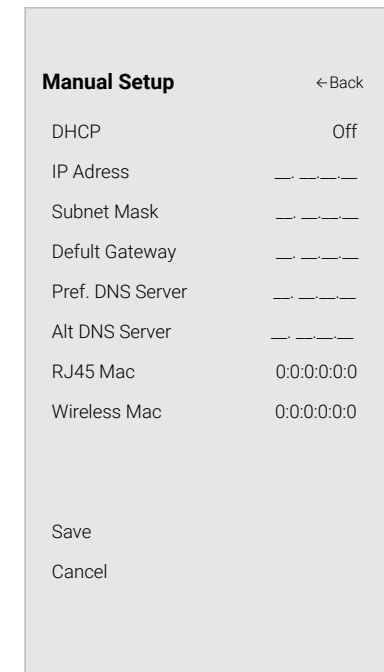 Manual Setup ←Back
DHCP Off
IP Adress __. __.__.__
Subnet Mask __. __.__.__
Defult Gateway __. __.__.__
Pref. DNS Server __. __.__.__
Alt DNS Server __. __.__.__
RJ45 Mac 0:0:0:0:0:0
Wireless Mac 0:0:0:0:0:0
Save
Cancel